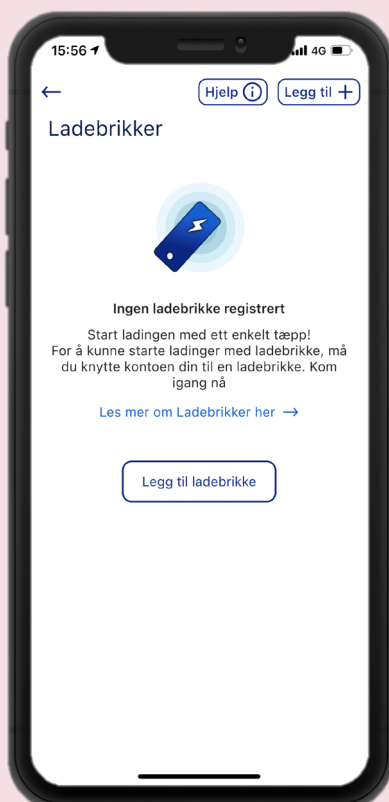 15:56
4G
←
Hjelp ⓘ
Legg til +
Ladebrikker
Ingen ladebrikke registrert
Start ladingen med ett enkelt tæpp!
For å kunne starte ladinger med ladebrikke, må
du knytte kontoen din til en ladebrikke. Kom
igang nå
Les mer om Ladebrikker her →
Legg til ladebrikke